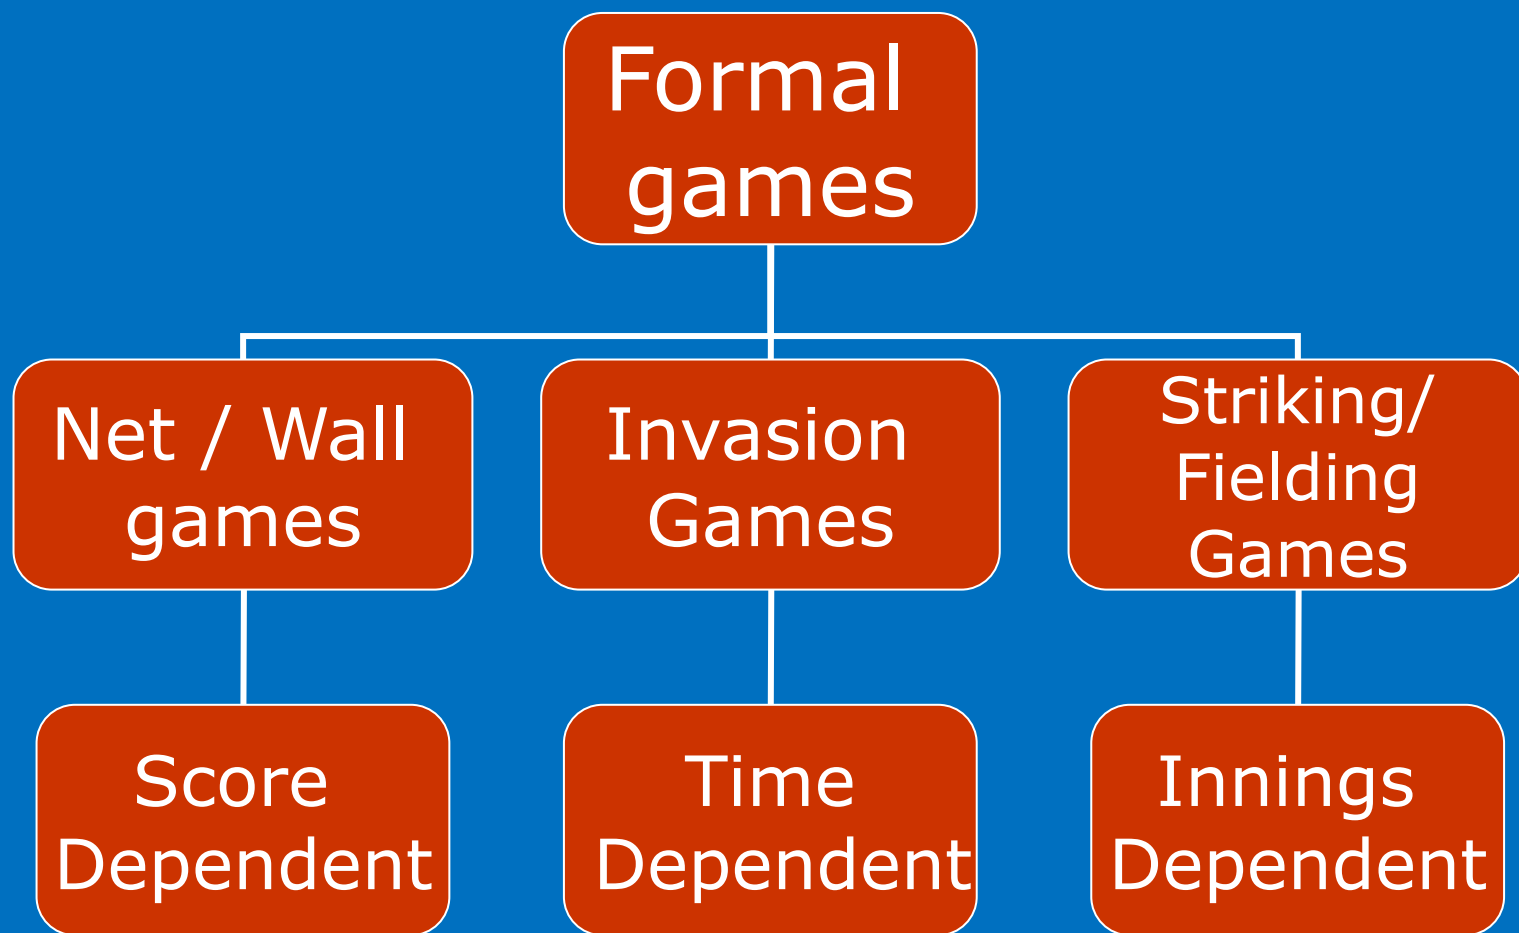 Formal
games
Net / Wall
games
Invasion
Games
Striking/
Fielding
Games
Score
Dependent
Time
Dependent
Innings
Dependent